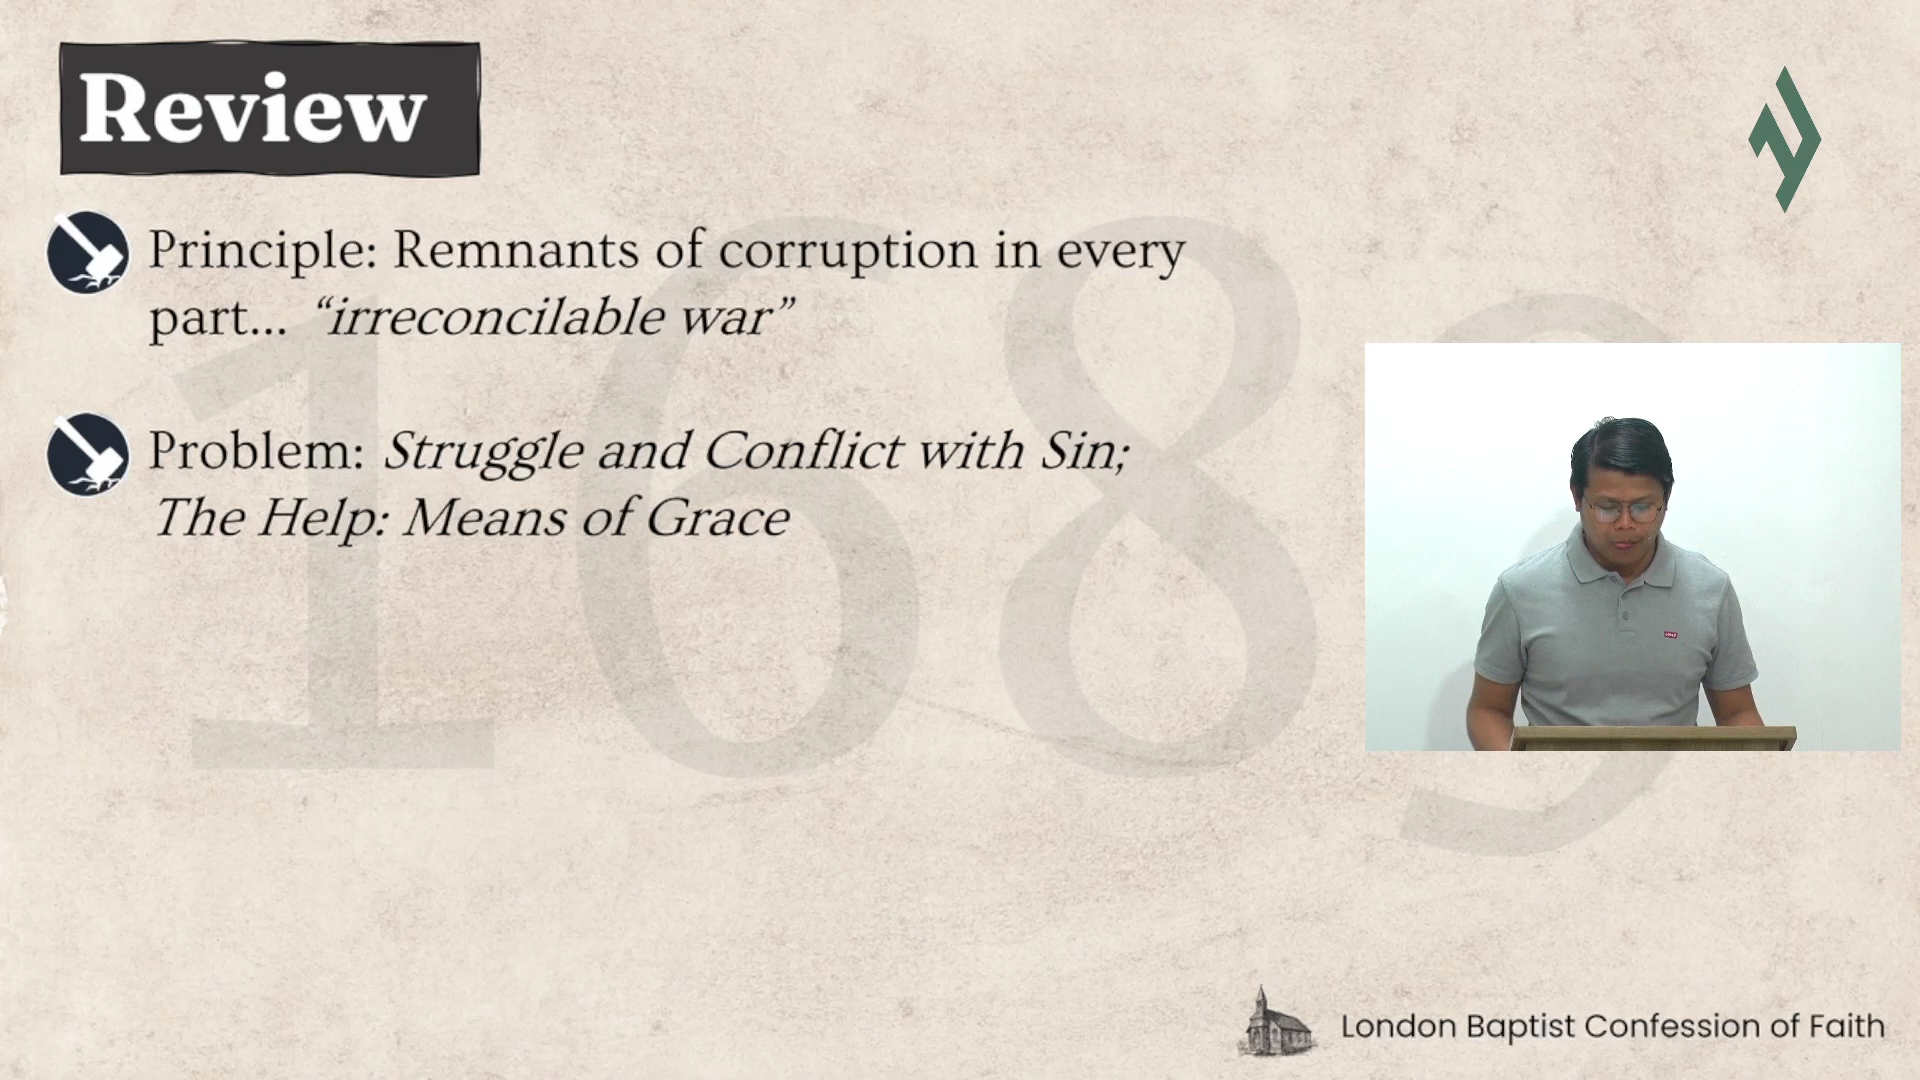 Review
Principle: Remnants of corruption in every
part... “irreconcilable war”
Problem: Struggle and Conflict with Sin;
The Help: Means of Grace
1689
London Baptist Confession of Faith